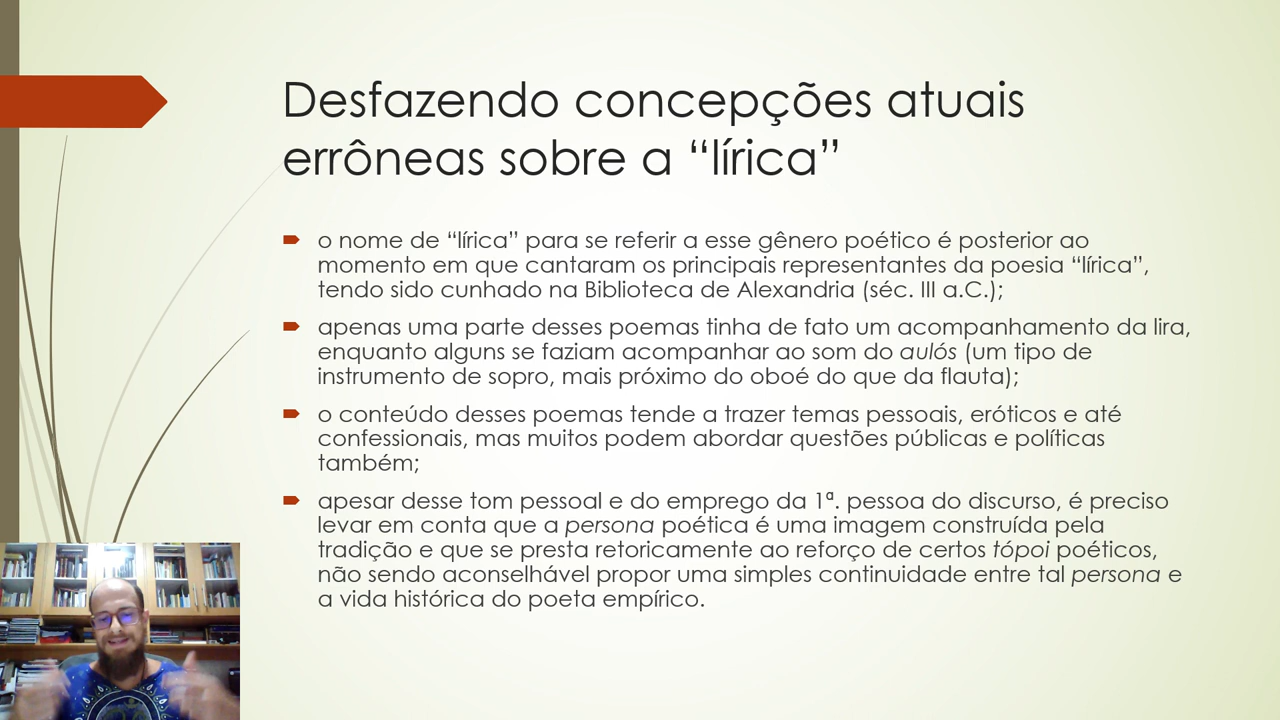 Desfazendo concepções atuais
errôneas sobre a “lírica”
o nome de “lírica” para se referir a esse gênero poético é posterior ao
momento em que cantaram os principais representantes da poesia “lírica”,
tendo sido cunhado na Biblioteca de Alexandria (séc. III a.C.);
apenas uma parte desses poemas tinha de fato um acompanhamento da lira,
enquanto alguns se faziam acompanhar ao som do aulós (um tipo de
instrumento de sopro, mais próximo do oboé do que da flauta);
o conteúdo desses poemas tende a trazer temas pessoais, eróticos e até
confessionais, mas muitos podem abordar questões públicas e políticas
também;
apesar desse tom pessoal e do emprego da 1ª. pessoa do discurso, é preciso
levar em conta que a persona poética é uma imagem construída pela
tradição e que se presta retoricamente ao reforço de certos tópoi poéticos,
não sendo aconselhável propor uma simples continuidade entre tal persona e
a vida histórica do poeta empírico.